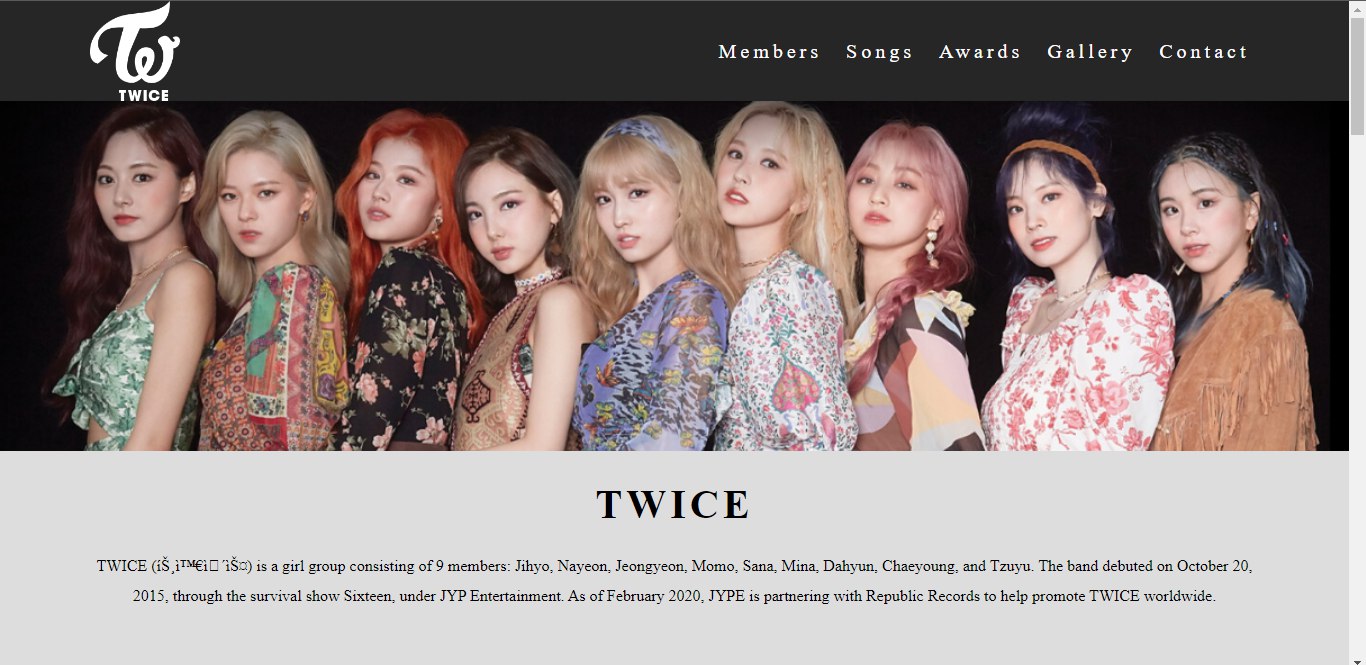 TWICE
Members Songs Awards Gallery Contact
TWICE
TWICE (íŠ¸ì™€ì´ìŠ¤) is a girl group consisting of 9 members: Jihyo, Nayeon, Jeongyeon, Momo, Sana, Mina, Dahyun, Chaeyoung, and Tzuyu. The band debuted on October 20,
2015, through the survival show Sixteen, under JYP Entertainment. As of February 2020, JYPE is partnering with Republic Records to help promote TWICE worldwide.